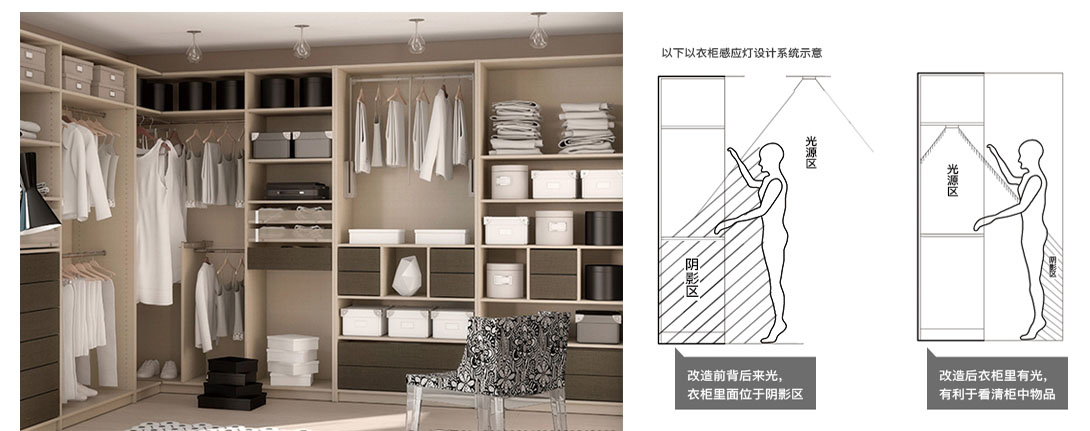 以下以衣柜感应灯设计系统示意
光源区
阴影区
光源区
阴影区
改造前背后来光，
衣柜里面位于阴影区
改造后衣柜里有光，
有利于看清柜中物品